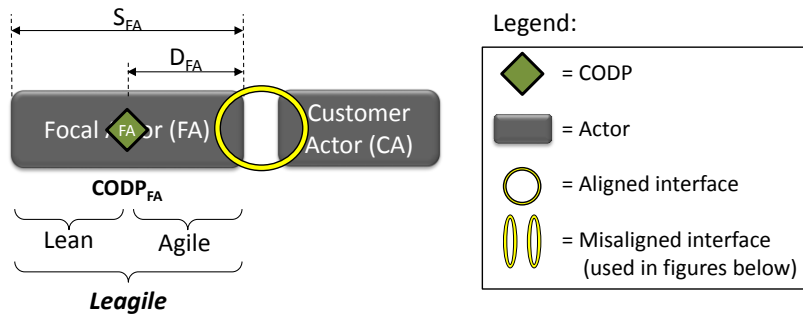 S_FA
D_FA
Legend:
Focal Actor (FA)
FA
Customer
Actor (CA)
CODP_FA
Lean
Agile
Leagile
= CODP
= Actor
= Aligned interface
= Misaligned interface
(used in figures below)